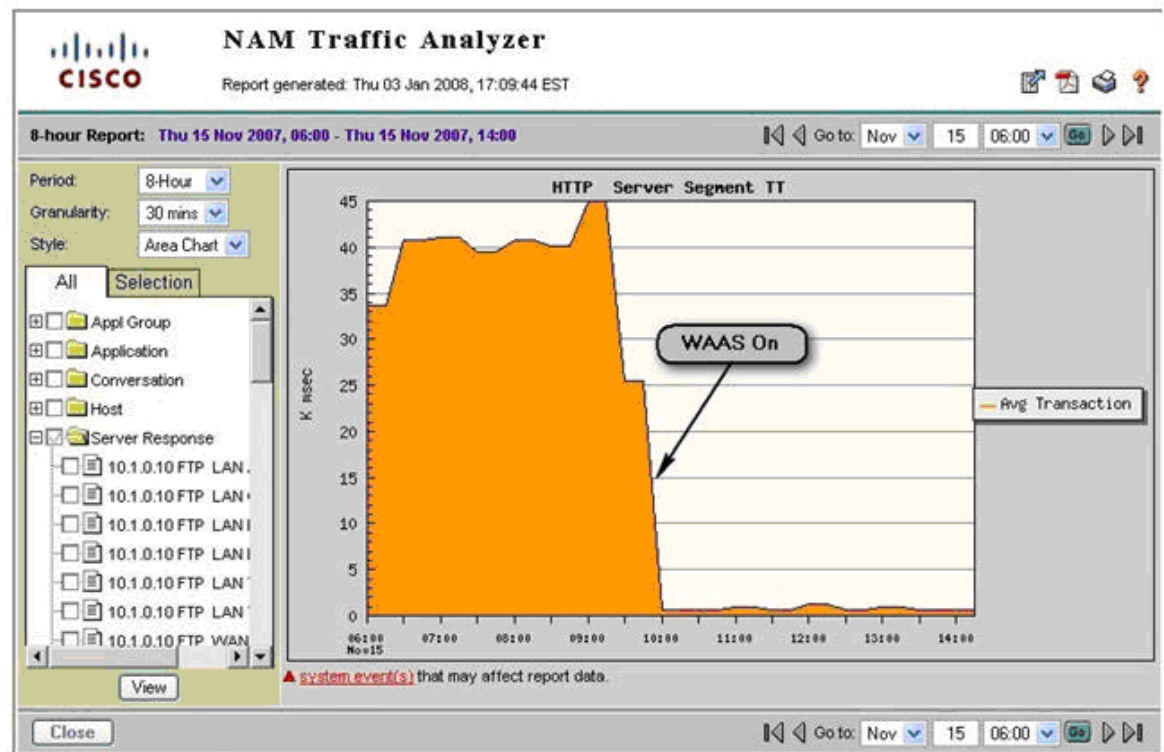 CISCO
NAM Traffic Analyzer
Report generated: Thu 03 Jan 2008, 17:09:44 EST
8-hour Report: Thu 15 Nov 2007, 06:00 - Thu 15 Nov 2007, 14:00
Go to: Nov 15 06:00 Go
Period: 8-Hour
Granularity: 30 mins
Style: Area Chart
All Selection
Appl Group
Application
Conversation
Host
Server Response
10.1.0.10 FTP LAN
10.1.0.10 FTP LAN
10.1.0.10 FTP LAN
10.1.0.10 FTP LAN
10.1.0.10 FTP LAN
10.1.0.10 FTP LAN
10.1.0.10 FTP WAN
View
HTTP Server Segment TT
45
40
35
30
25
20
15
10
5
0
K msec
WAAS On
Avg Transaction
06:00 07:00 08:00 09:00 10:00 11:00 12:00 13:00 14:00
Nov15
system event(s) that may affect report data.
Close
Go to: Nov 15 06:00 Go